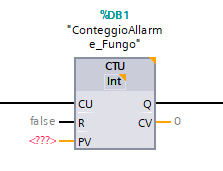 %DB1
"ConteggioAllarm
e_Fungo"
CTU
Int
CU Q
false R CV 0
<???> PV